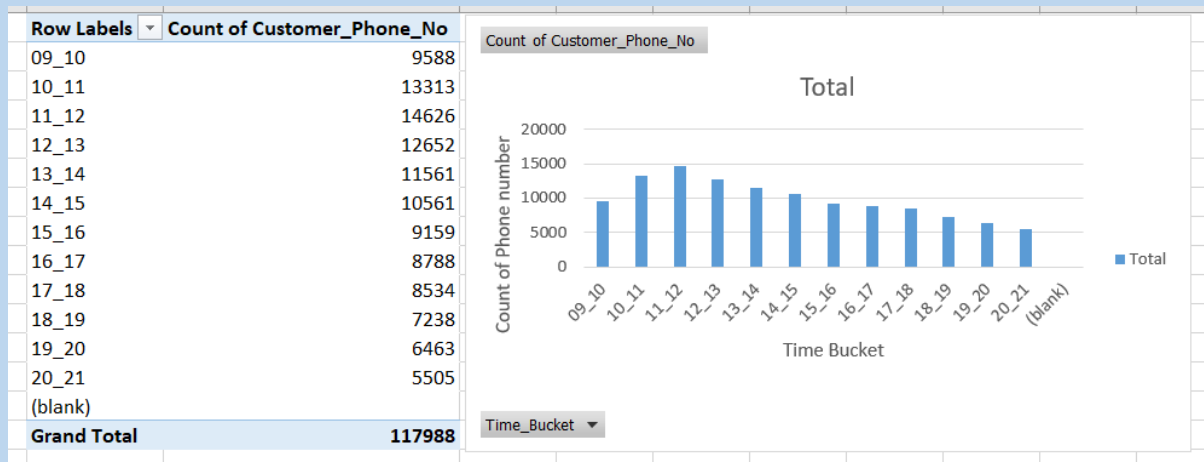 Row Labels Count of Customer_Phone_No
09_10 9588
10_11 13313
11_12 14626
12_13 12652
13_14 11561
14_15 10561
15_16 9159
16_17 8788
17_18 8534
18_19 7238
19_20 6463
20_21 5505
(blank)
Grand Total 117988
Count of Customer_Phone_No
Total
20000
15000
10000
5000
0
Count of Phone number
09_10 10_11 11_12 12_13 13_14 14_15 15_16 16_17 17_18 18_19 19_20 20_21 (blank)
Time Bucket
Total
Time_Bucket